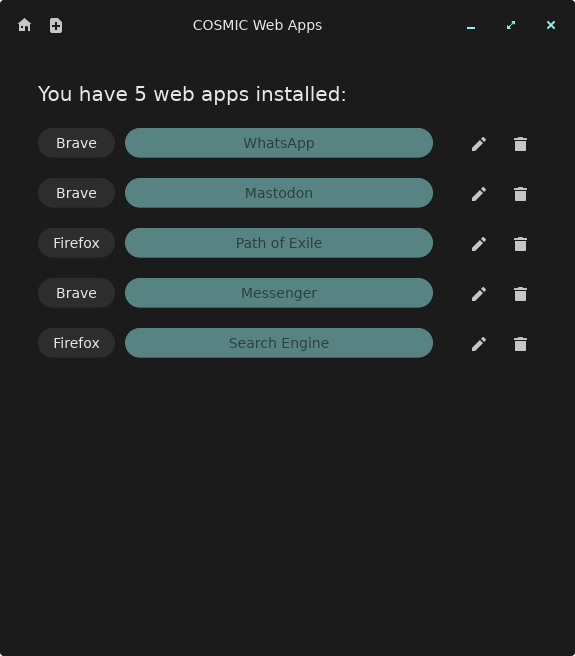 COSMIC Web Apps
You have 5 web apps installed:
Brave WhatsApp
Brave Mastodon
Firefox Path of Exile
Brave Messenger
Firefox Search Engine